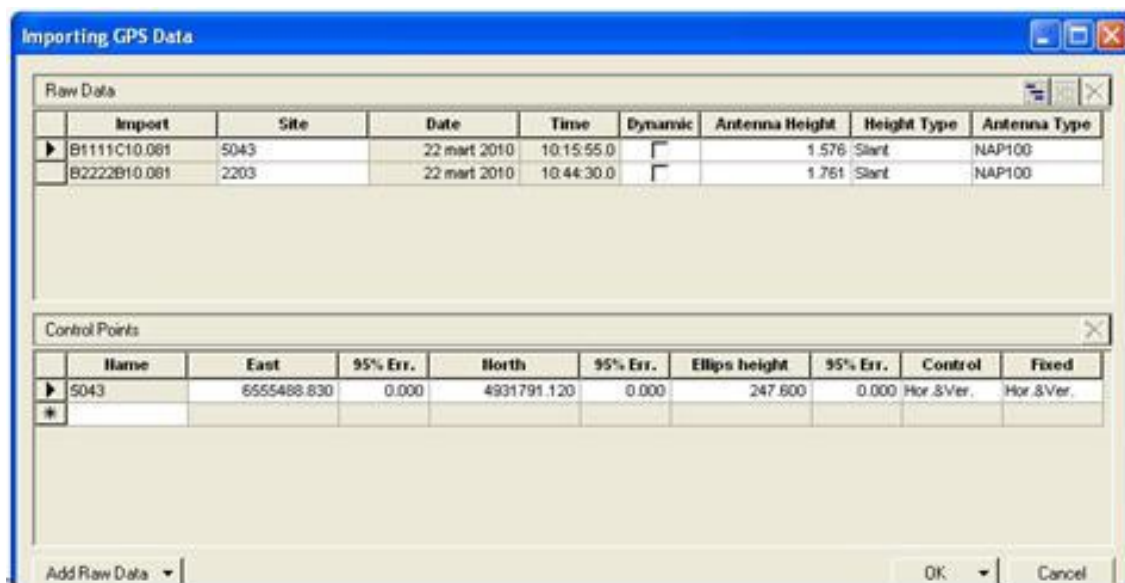 Importing GPS Data
Raw Data
Import Site Date Time Dynamic Antenna Height Height Type Antenna Type
B1111C10.081 5043 22 mart 2010 10:15:55.0 1.576 Slant NAP100
B2222B10.081 2203 22 mart 2010 10:44:30.0 1.761 Slant NAP100
Control Points
Name East 95% Err. North 95% Err. Ellips height 95% Err. Control Fixed
5043 6555488.830 0.000 4931791.120 0.000 247.600 0.000 Hor.&Ver. Hor.&Ver.
Add Raw Data OK Cancel